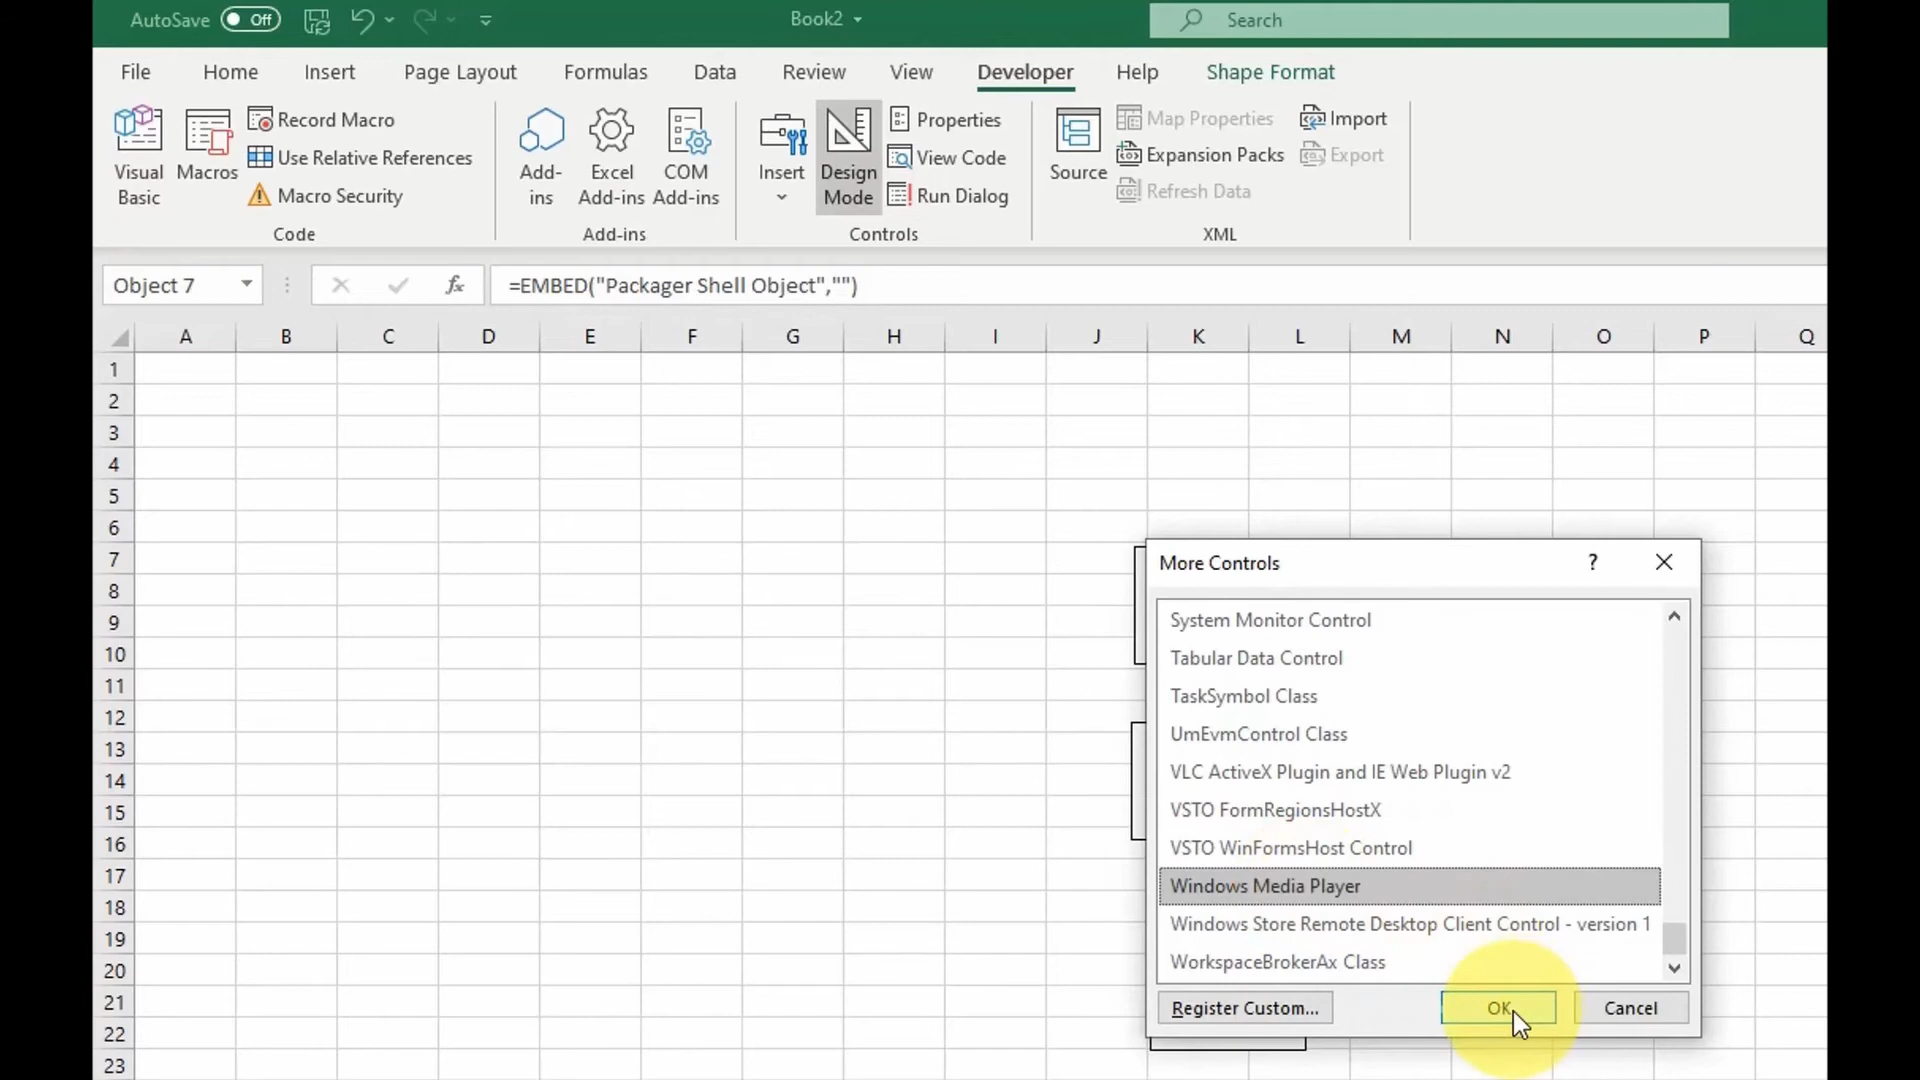 AutoSave Off Book2 Search
File Home Insert Page Layout Formulas Data Review View Developer Help Shape Format
Visual Basic
Macros
Record Macro
Use Relative References
Macro Security
Code
Add-ins
Excel Add-ins
COM Add-ins
Add-ins
Insert
Design Mode
Properties
View Code
Run Dialog
Controls
Source
Map Properties
Expansion Packs
Refresh Data
Import
Export
XML
Object 7 fx =EMBED("Packager Shell Object","")
A B C D E F G H I J K L M N O P Q
1
2
3
4
5
6
7
8
9
10
11
12
13
14
15
16
17
18
19
20
21
22
23
More Controls ?
System Monitor Control
Tabular Data Control
TaskSymbol Class
UmEvmControl Class
VLC ActiveX Plugin and IE Web Plugin v2
VSTO FormRegionsHostX
VSTO WinFormsHost Control
Windows Media Player
Windows Store Remote Desktop Client Control - version 1
WorkspaceBrokerAx Class
Register Custom... OK Cancel